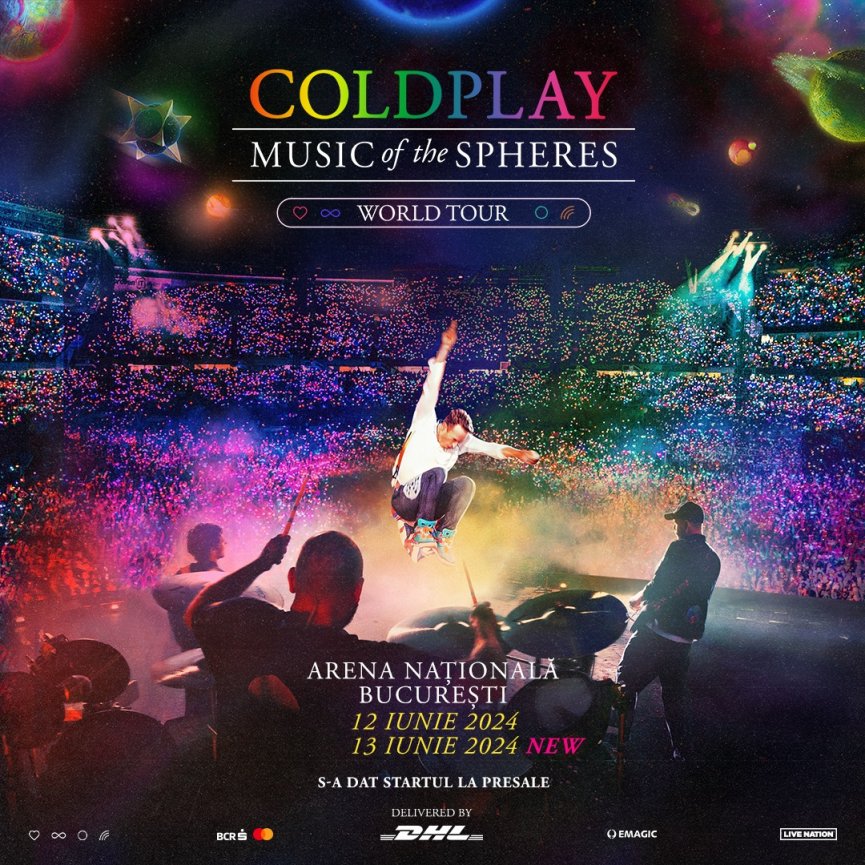 COLDPLAY
MUSIC of the SPHERES
WORLD TOUR
ARENA NAȚIONALĂ
BUCUREȘTI
12 IUNIE 2024
13 IUNIE 2024 NEW
S-A DAT STARTUL LA PRESALE
DELIVERED BY
BCR DHL EMAGIC LIVE NATION